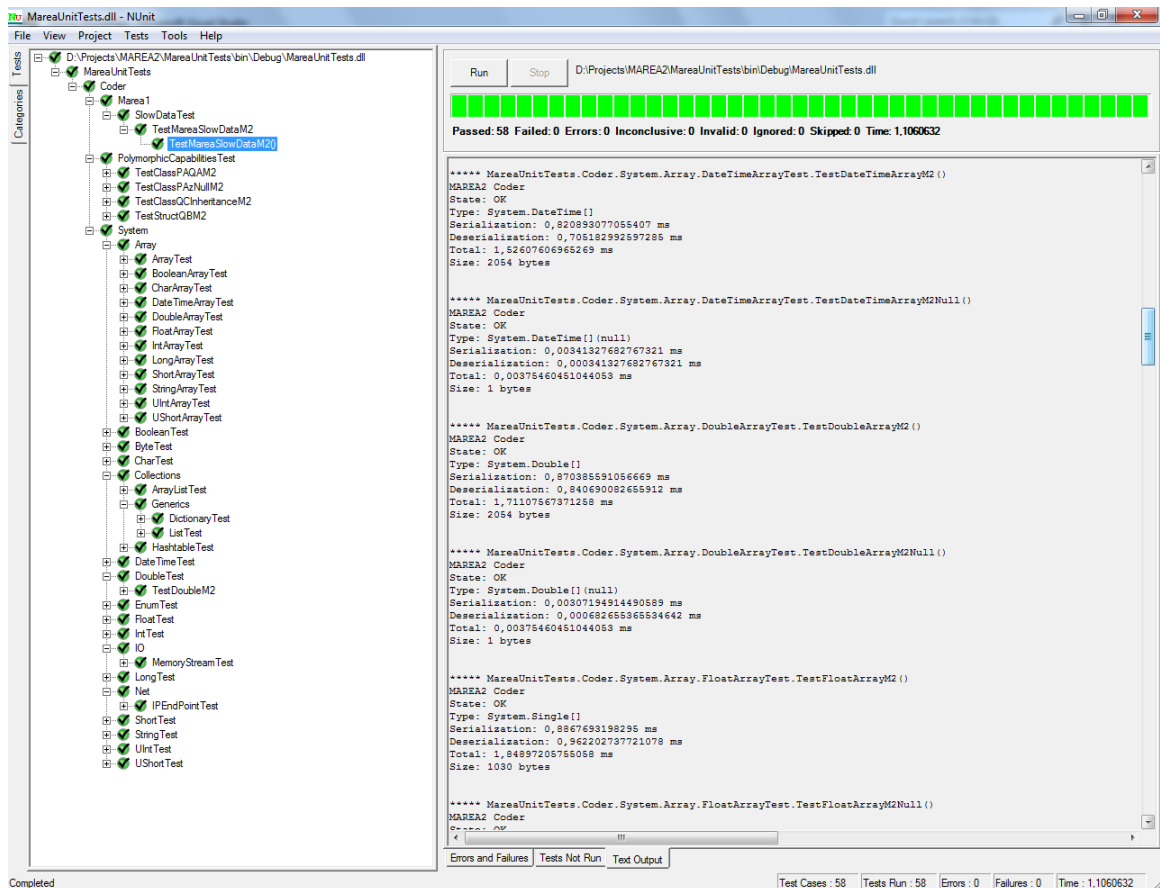 MareaUnitTests.dll - NUnit
File View Project Tests Tools Help
Tests
Categories
D:\Projects\MAREA2\MareaUnitTests\bin\Debug\MareaUnitTests.dll
MareaUnitTests
Coder
Marea1
SlowDataTest
TestMareaSlowDataM2
TestMareaSlowDataM2()
PolymorphicCapabilitiesTest
TestClassPAQAM2
TestClassPAzNullM2
TestClassQCInheritanceM2
TestStructQBM2
System
Array
ArrayTest
BooleanArrayTest
CharArrayTest
DateTimeArrayTest
DoubleArrayTest
FloatArrayTest
IntArrayTest
LongArrayTest
ShortArrayTest
StringArrayTest
UIntArrayTest
UShortArrayTest
BooleanTest
ByteTest
CharTest
Collections
ArrayListTest
Generics
DictionaryTest
ListTest
HashtableTest
DateTimeTest
DoubleTest
TestDoubleM2
EnumTest
FloatTest
IntTest
IO
MemoryStreamTest
LongTest
Net
IPEndPointTest
ShortTest
StringTest
UIntTest
UShortTest
Run Stop D:\Projects\MAREA2\MareaUnitTests\bin\Debug\MareaUnitTests.dll
Passed: 58 Failed: 0 Errors: 0 Inconclusive: 0 Invalid: 0 Ignored: 0 Skipped: 0 Time: 1,1060632
***** MareaUnitTests.Coder.System.Array.DateTimeArrayTest.TestDateTimeArrayM2()
MAREA2 Coder
State: OK
Type: System.DateTime[]
Serialization: 0,820893077055407 ms
Deserialization: 0,705182992597285 ms
Total: 1,52607606965269 ms
Size: 2054 bytes
***** MareaUnitTests.Coder.System.Array.DateTimeArrayTest.TestDateTimeArrayM2Null()
MAREA2 Coder
State: OK
Type: System.DateTime[](null)
Serialization: 0,00341327682767321 ms
Deserialization: 0,000341327682767321 ms
Total: 0,00375460451044053 ms
Size: 1 bytes
***** MareaUnitTests.Coder.System.Array.DoubleArrayTest.TestDoubleArrayM2()
MAREA2 Coder
State: OK
Type: System.Double[]
Serialization: 0,870385591056669 ms
Deserialization: 0,840690082655912 ms
Total: 1,71107567371258 ms
Size: 2054 bytes
***** MareaUnitTests.Coder.System.Array.DoubleArrayTest.TestDoubleArrayM2Null()
MAREA2 Coder
State: OK
Type: System.Double[](null)
Serialization: 0,00307194914490589 ms
Deserialization: 0,000682655365534642 ms
Total: 0,00375460451044053 ms
Size: 1 bytes
***** MareaUnitTests.Coder.System.Array.FloatArrayTest.TestFloatArrayM2()
MAREA2 Coder
State: OK
Type: System.Single[]
Serialization: 0,8867693198295 ms
Deserialization: 0,962202737721078 ms
Total: 1,84897205755058 ms
Size: 1030 bytes
***** MareaUnitTests.Coder.System.Array.FloatArrayTest.TestFloatArrayM2Null()
MAREA2 Coder
State: OK
Errors and Failures Tests Not Run Text Output
Completed Test Cases : 58 Tests Run : 58 Errors : 0 Failures : 0 Time : 1,1060632